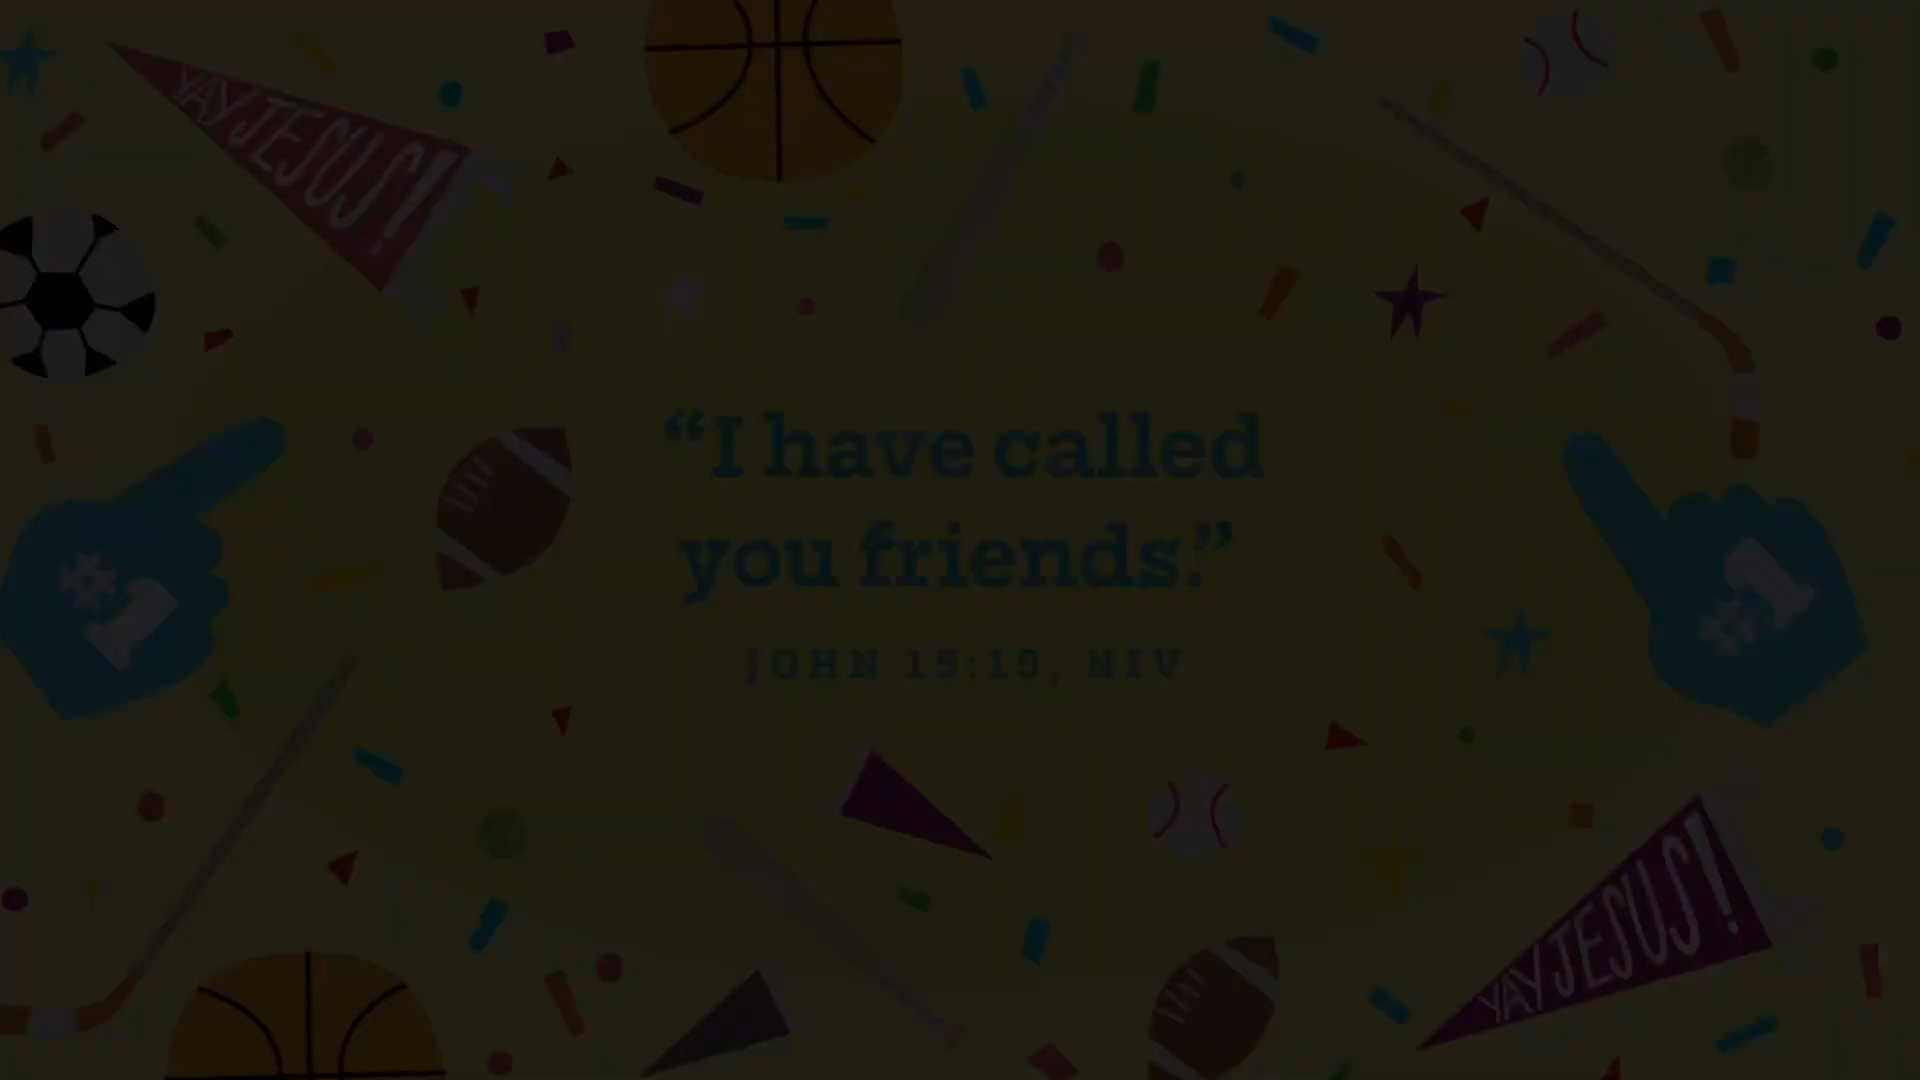 YAY JESUS!
“I have called
you friends.”
JOHN 15:15, NIV
#1
#1
YAY JESUS!